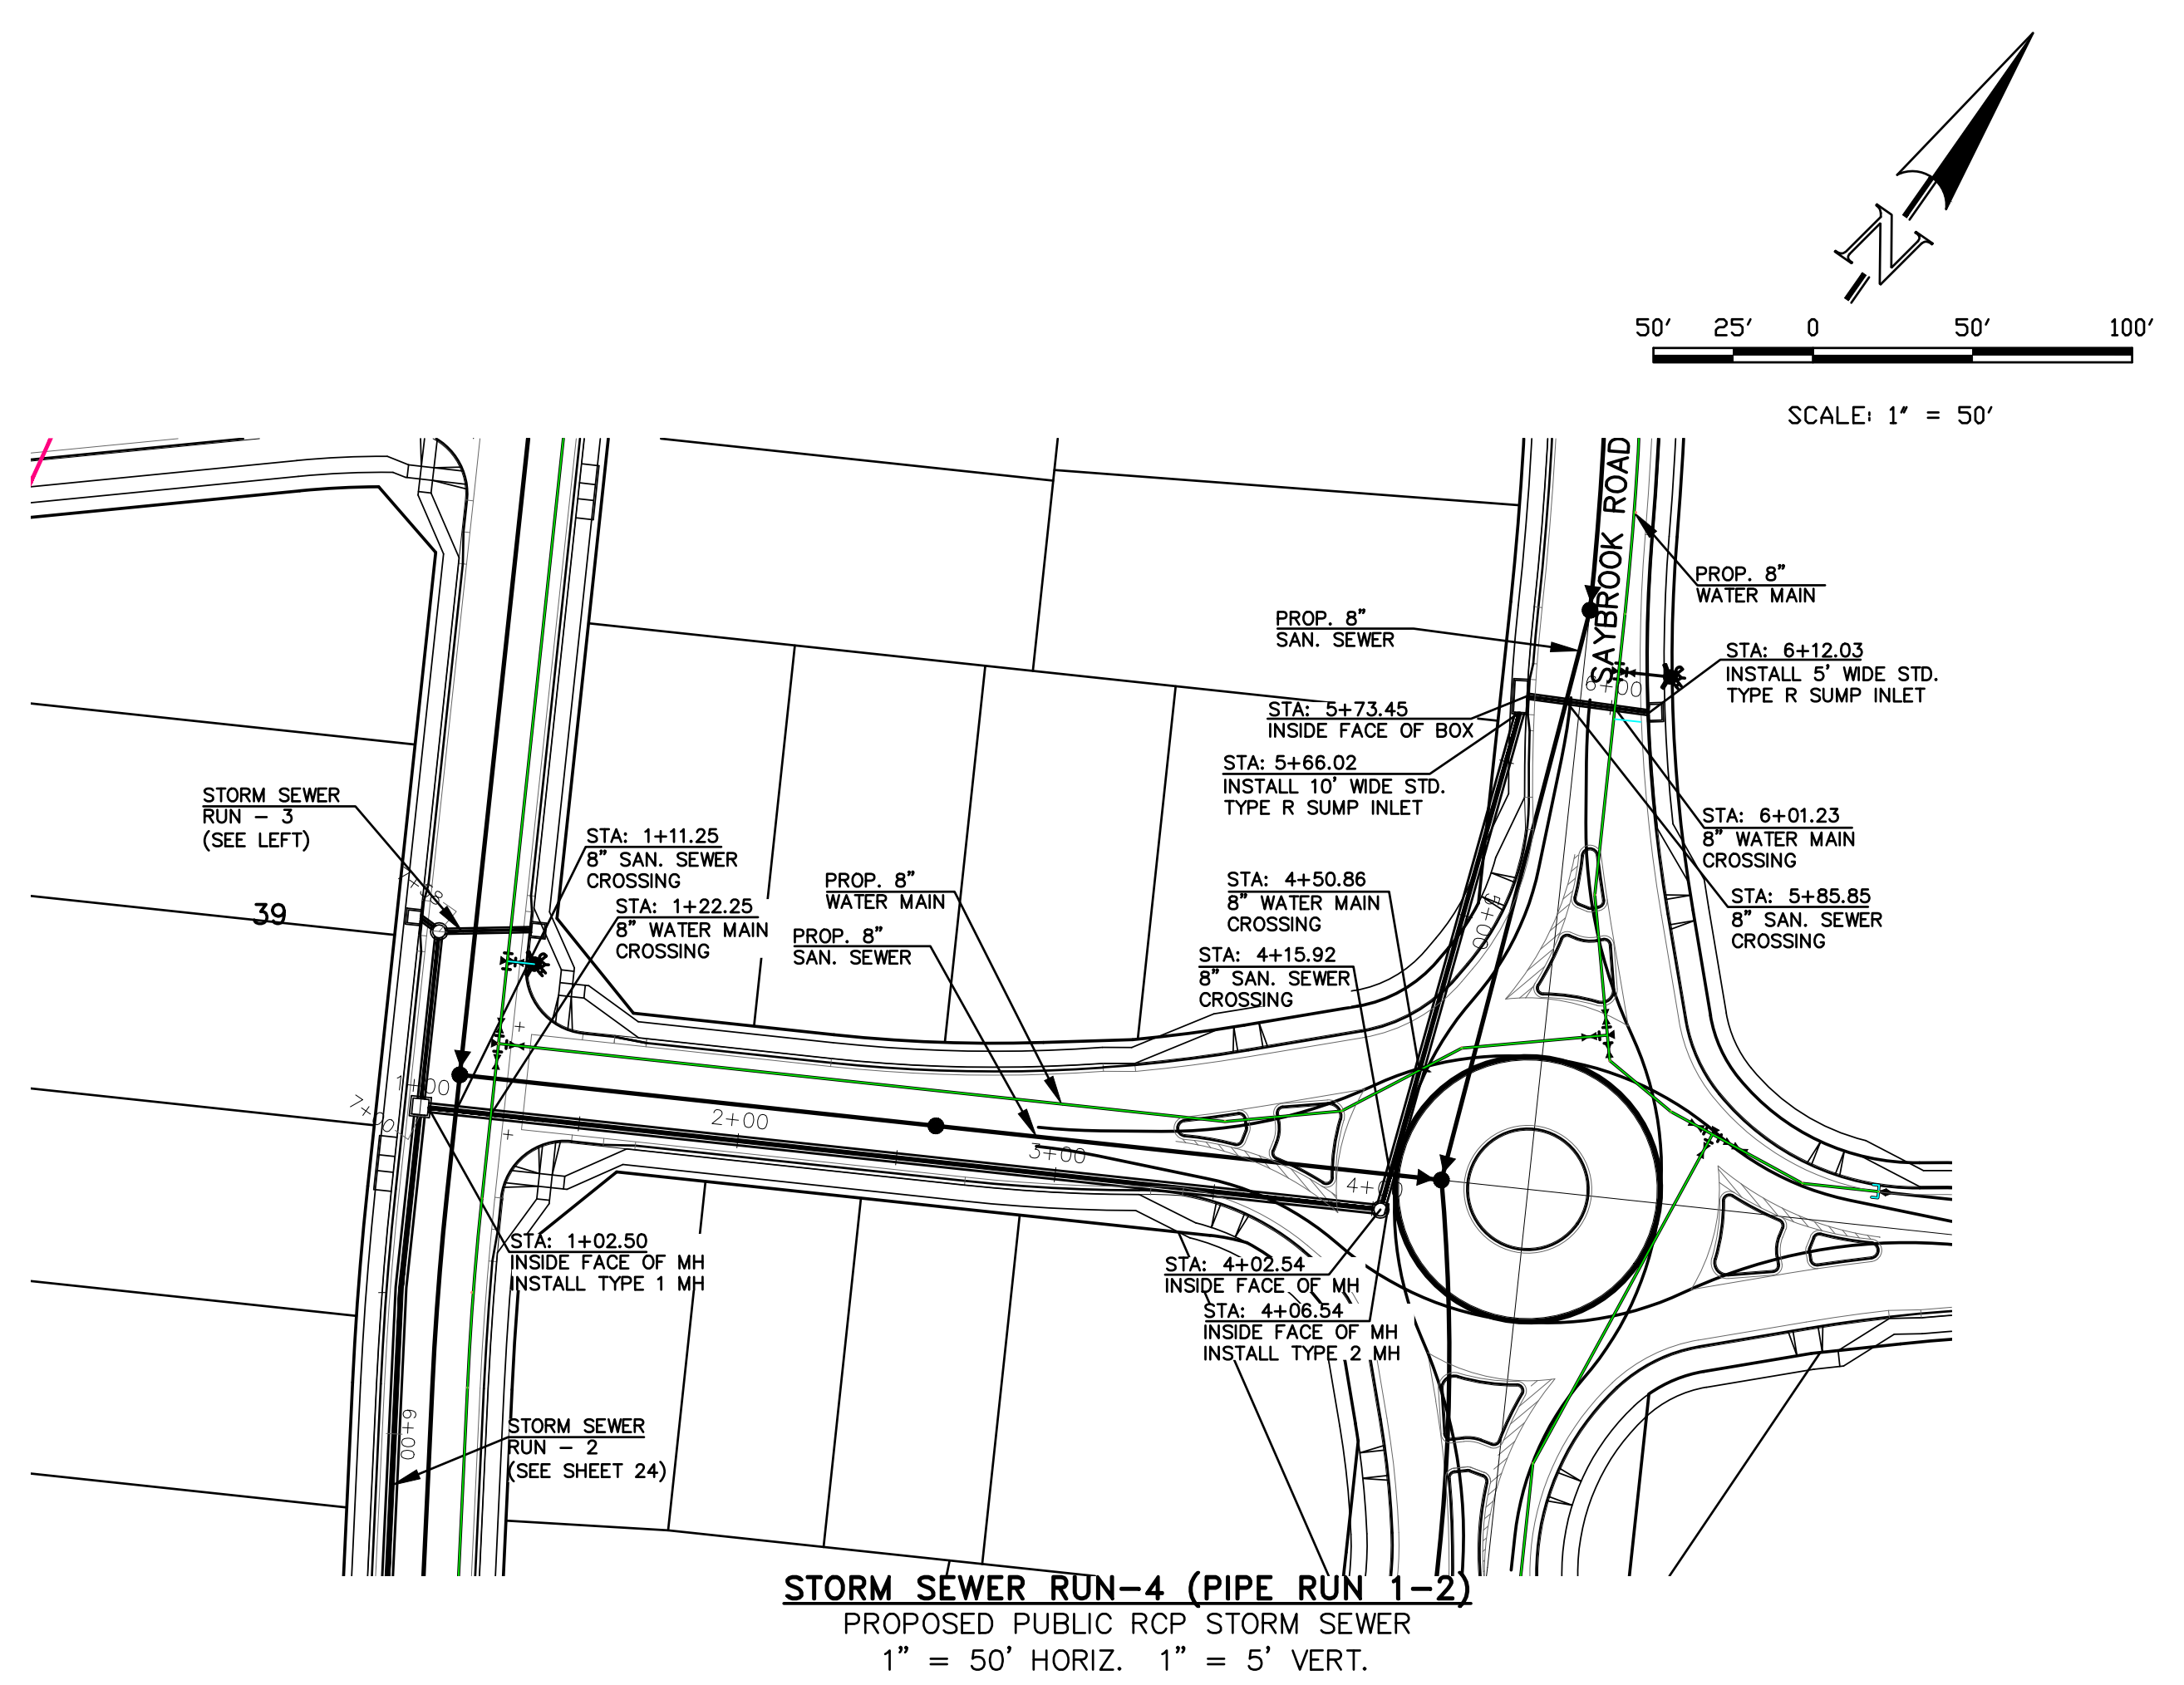 N
50' 25' 0 50' 100'
SCALE: 1" = 50'
SAYBROOK ROAD
PROP. 8"
WATER MAIN
PROP. 8"
SAN. SEWER
STA: 6+12.03
INSTALL 5' WIDE STD.
TYPE R SUMP INLET
6+00
STA: 5+73.45
INSIDE FACE OF BOX
STA: 5+66.02
INSTALL 10' WIDE STD.
TYPE R SUMP INLET
STORM SEWER
RUN - 3
(SEE LEFT)
STA: 1+11.25
8" SAN. SEWER
CROSSING
STA: 6+01.23
8" WATER MAIN
CROSSING
39
STA: 1+22.25
8" WATER MAIN
CROSSING
PROP. 8"
WATER MAIN
PROP. 8"
SAN. SEWER
STA: 4+50.86
8" WATER MAIN
CROSSING
STA: 5+85.85
8" SAN. SEWER
CROSSING
STA: 4+15.92
8" SAN. SEWER
CROSSING
5+00
1+00
7+00
2+00
3+00
4+00
STA: 1+02.50
INSIDE FACE OF MH
INSTALL TYPE 1 MH
STA: 4+02.54
INSIDE FACE OF MH
STA: 4+06.54
INSIDE FACE OF MH
INSTALL TYPE 2 MH
6+00
STORM SEWER
RUN - 2
(SEE SHEET 24)
STORM SEWER RUN-4 (PIPE RUN 1-2)
PROPOSED PUBLIC RCP STORM SEWER
1" = 50' HORIZ. 1" = 5' VERT.